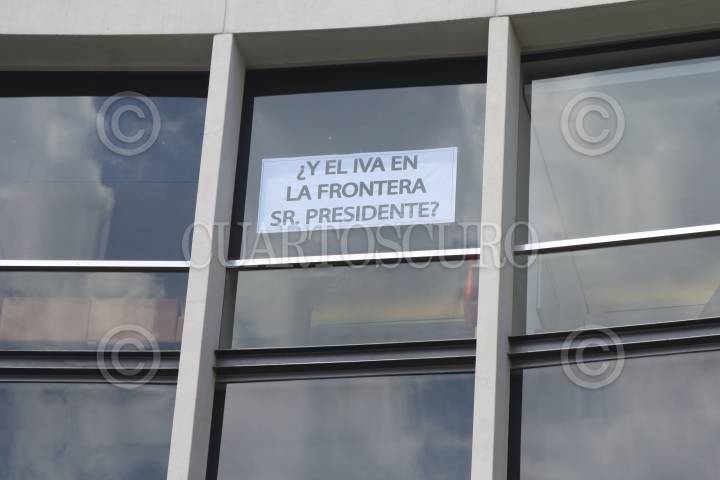 ¿Y EL IVA EN
LA FRONTERA
SR. PRESIDENTE?
CUARTOSCURO©
©
©
©
©